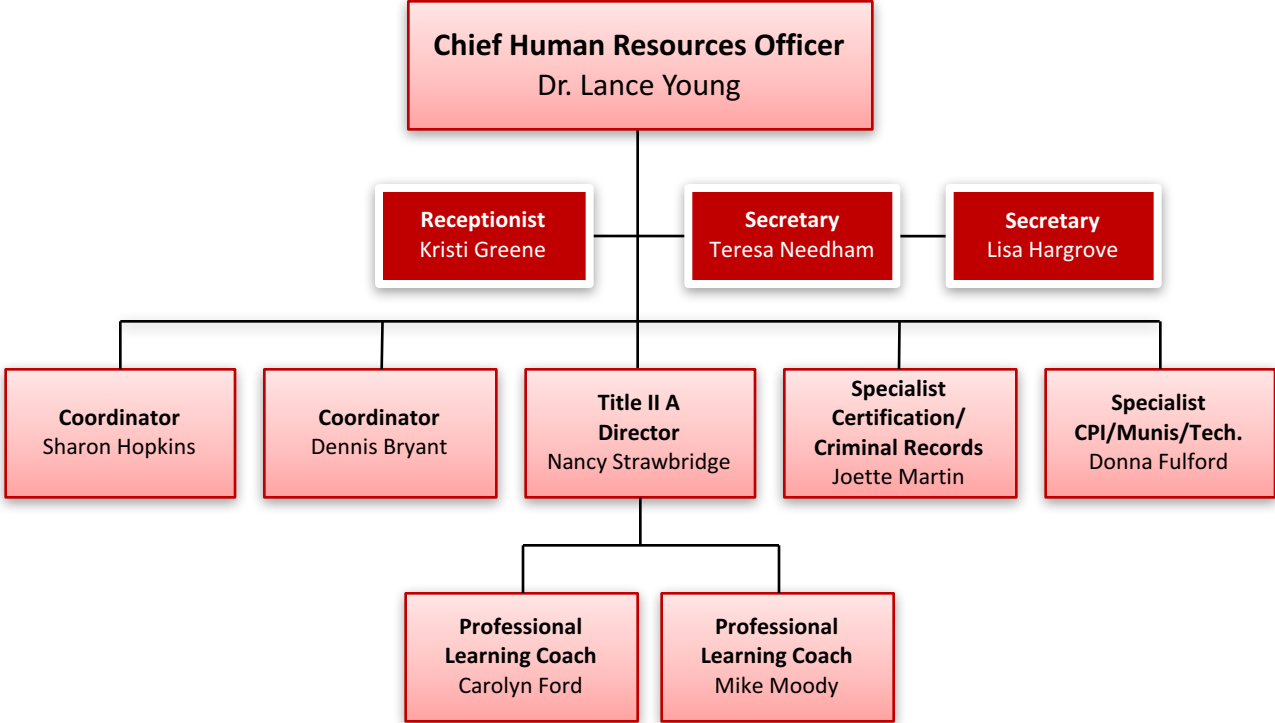 Chief Human Resources Officer
Dr. Lance Young
Receptionist
Kristi Greene
Secretary
Teresa Needham
Secretary
Lisa Hargrove
Coordinator
Sharon Hopkins
Coordinator
Dennis Bryant
Title II A
Director
Nancy Strawbridge
Specialist
Certification/
Criminal Records
Joette Martin
Specialist
CPI/Munis/Tech.
Donna Fulford
Professional
Learning Coach
Carolyn Ford
Professional
Learning Coach
Mike Moody